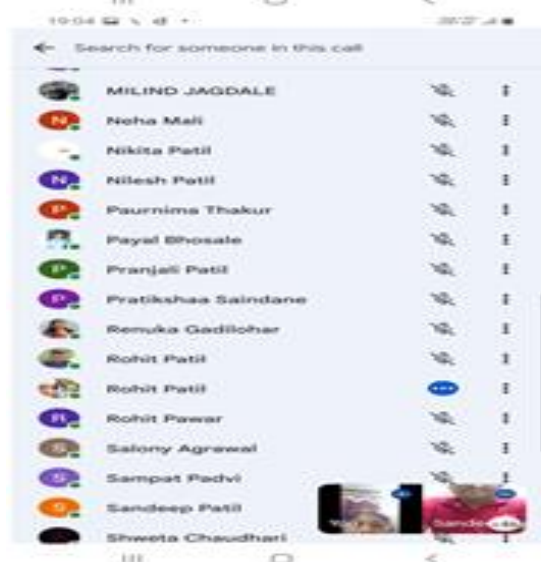 19:04
Search for someone in this call
MILIND JAGDALE
N Neha Mali
Nikita Patil
N Nilesh Patil
P Paurnima Thakur
Payal Bhosale
P Pranjali Patil
P Pratikshaa Saindane
Renuka Gadilohar
Rohit Patil
Rohit Patil
R Rohit Pawar
S Salony Agrawal
S Sampat Padvi
S Sandeep Patil
Shweta Chaudhari